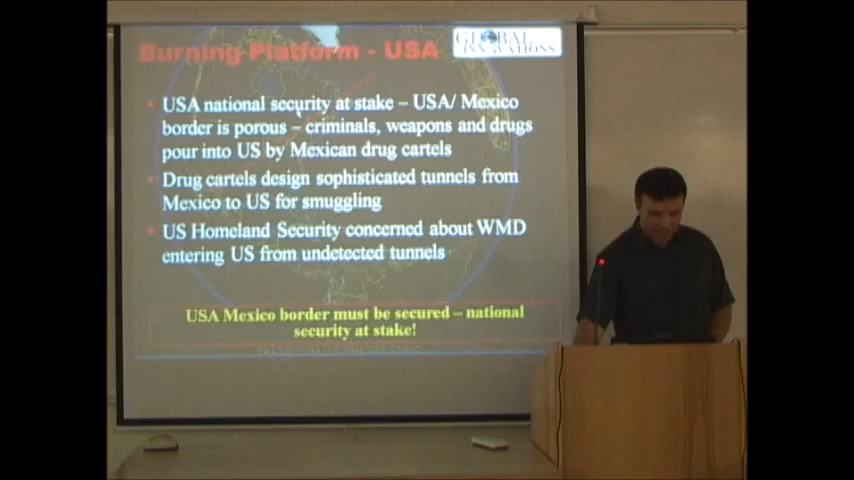 Burning Platform - USA
GLOBAL
INNOVATIONS
USA national security at stake – USA/ Mexico
border is porous – criminals, weapons and drugs
pour into US by Mexican drug cartels
Drug cartels design sophisticated tunnels from
Mexico to US for smuggling
US Homeland Security concerned about WMD
entering US from undetected tunnels
USA Mexico border must be secured – national
security at stake!